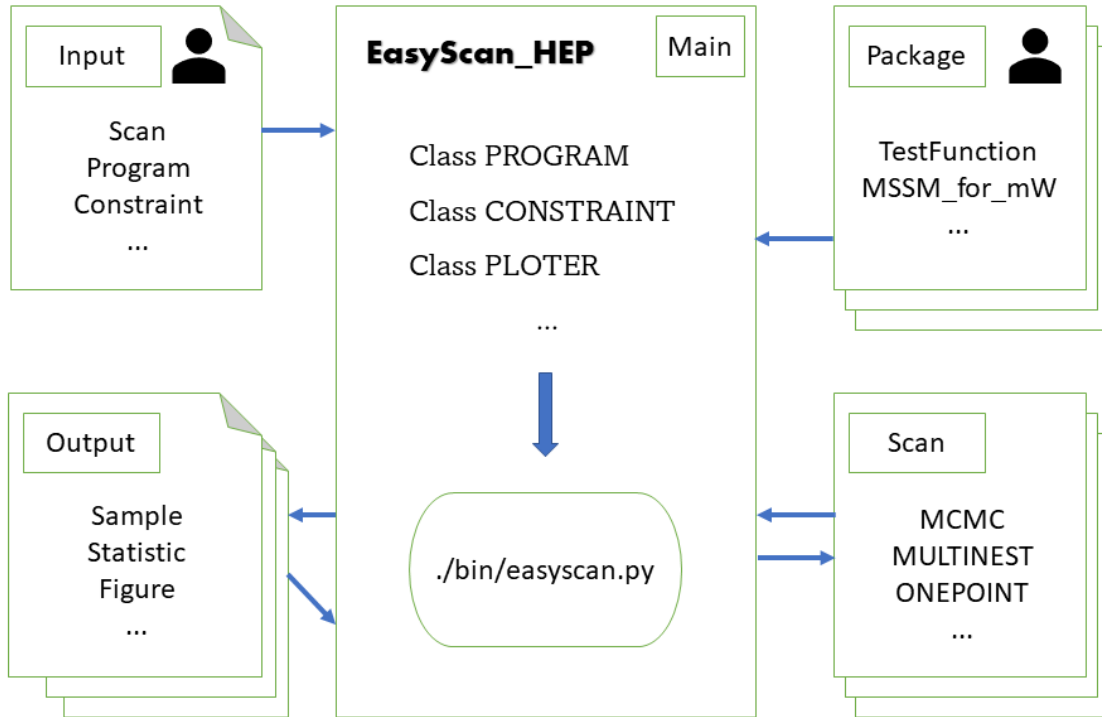 Input
Scan
Program
Constraint
...
EasyScan_HEP
Main
Class PROGRAM
Class CONSTRAINT
Class PLOTER
...
./bin/easyscan.py
Package
TestFunction
MSSM_for_mW
...
Output
Sample
Statistic
Figure
...
Scan
MCMC
MULTINEST
ONEPOINT
...